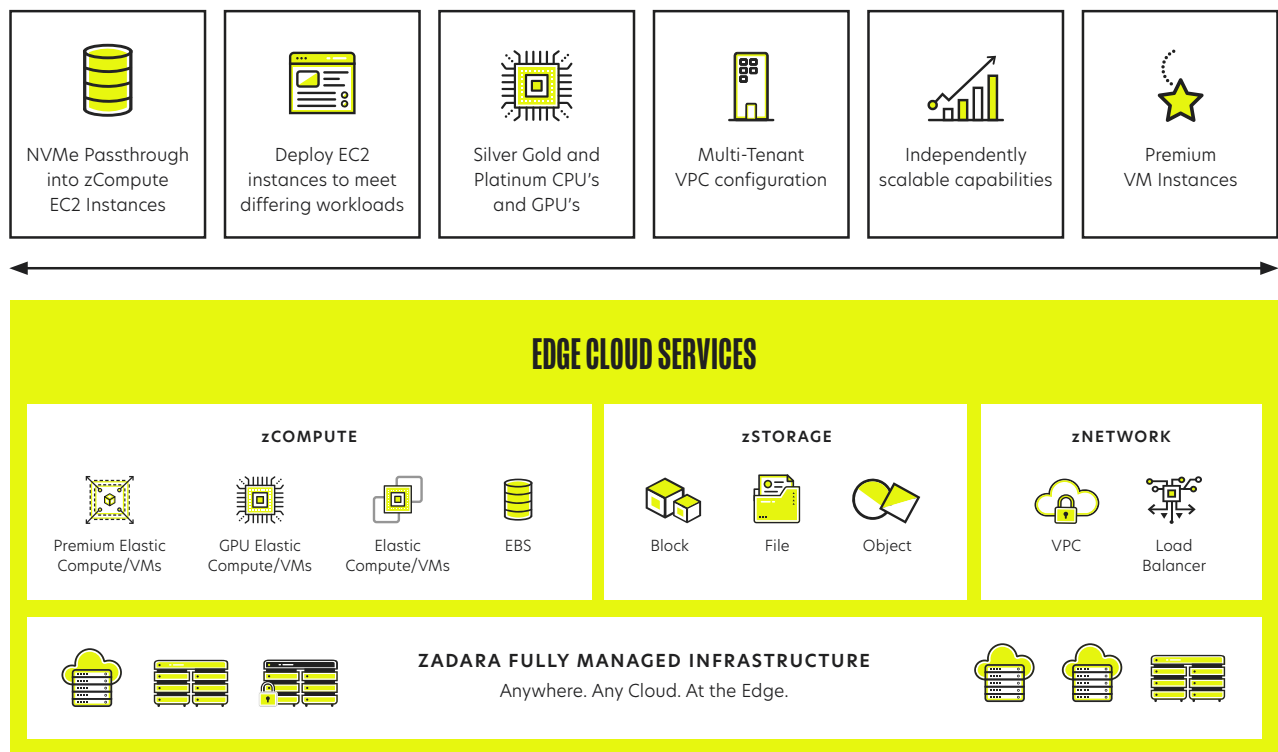 NVMe Passthrough
into zCompute
EC2 Instances
Deploy EC2
instances to meet
differing workloads
Silver Gold and
Platinum CPU's
and GPU's
Multi-Tenant
VPC configuration
Independently
scalable capabilities
Premium
VM Instances
EDGE CLOUD SERVICES
zCOMPUTE
Premium Elastic
Compute/VMs
GPU Elastic
Compute/VMs
Elastic
Compute/VMs
EBS
zSTORAGE
Block
File
Object
zNETWORK
VPC
Load
Balancer
ZADARA FULLY MANAGED INFRASTRUCTURE
Anywhere. Any Cloud. At the Edge.